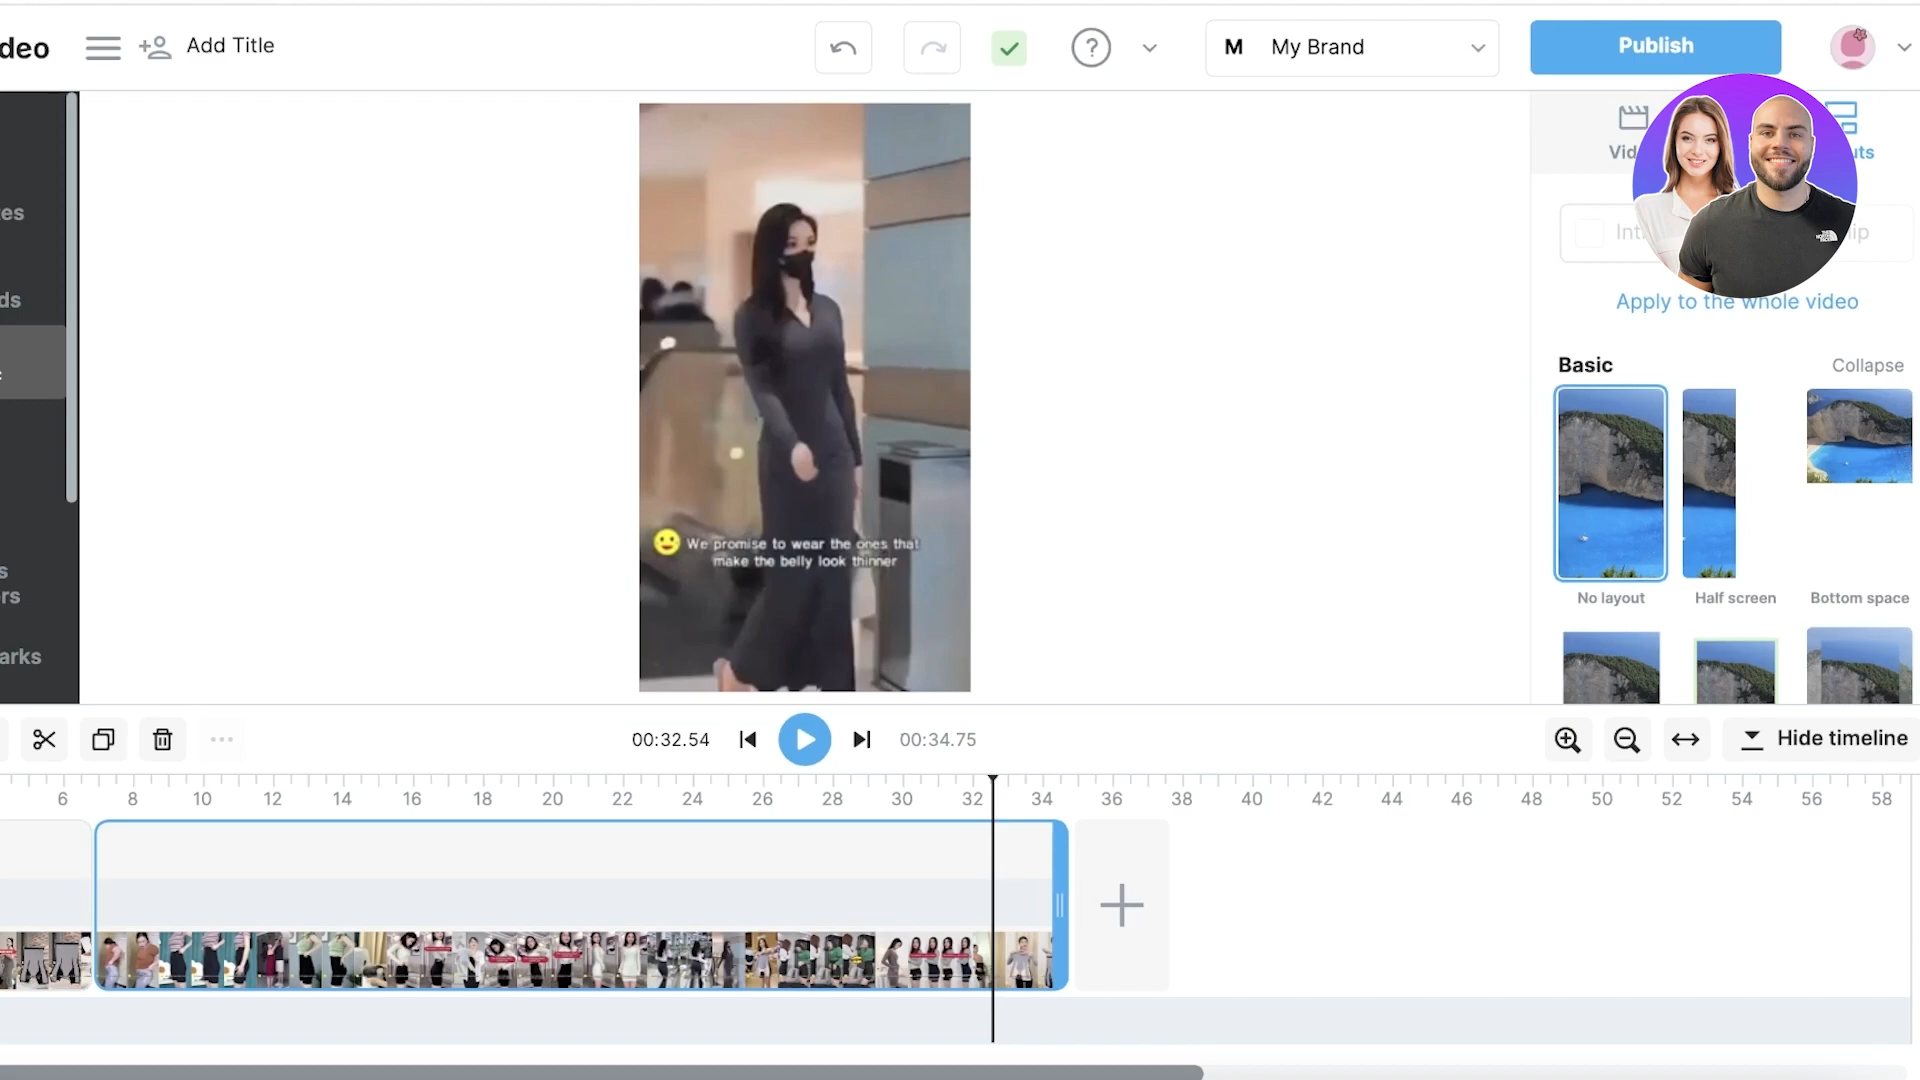 deo
Add Title
?
M My Brand
Publish
Vid
uts
Int
ip
Apply to the whole video
Basic
Collapse
No layout
Half screen
Bottom space
tes
ds
s
ers
arks
We promise to wear the ones that
make the belly look thinner
00:32.54
00:34.75
Hide timeline
6 8 10 12 14 16 18 20 22 24 26 28 30 32 34 36 38 40 42 44 46 48 50 52 54 56 58